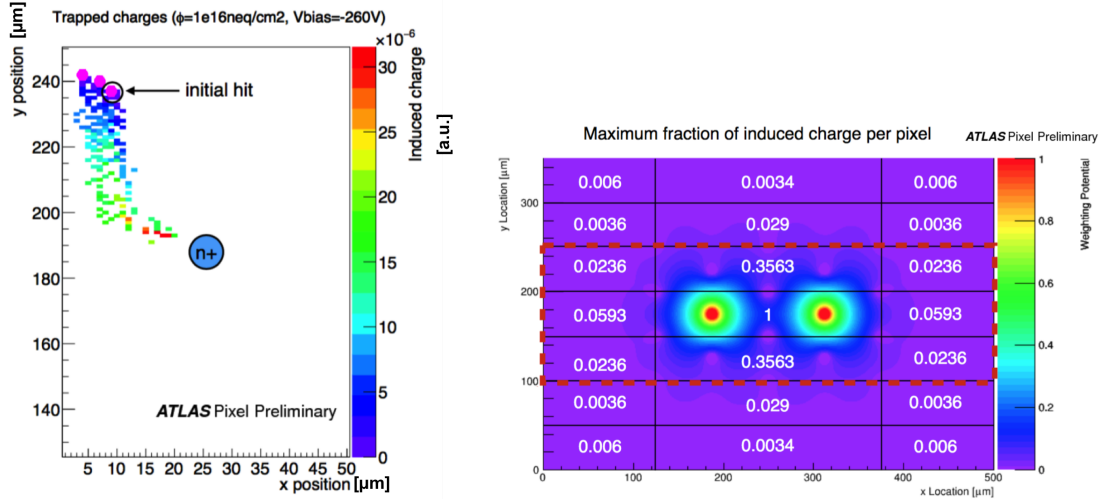 Trapped charges (ϕ=1e16neq/cm2, Vbias=-260V)
y position [µm]
240
220
200
180
160
140
initial hit
n+
ATLAS Pixel Preliminary
5 10 15 20 25 30 35 40 45 50
x position [µm]
×10⁻⁶
30
25
20
15
10
5
0
Induced charge
[a.u.]
Maximum fraction of induced charge per pixel
ATLAS Pixel Preliminary
y Location [µm]
300
200
100
0
0.006 0.0034 0.006
0.0036 0.029 0.0036
0.0236 0.3563 0.0236
0.0593 1 0.0593
0.0236 0.3563 0.0236
0.0036 0.029 0.0036
0.006 0.0034 0.006
0 100 200 300 400 500
x Location [µm]
1
0.8
0.6
0.4
0.2
0
Weighting Potential